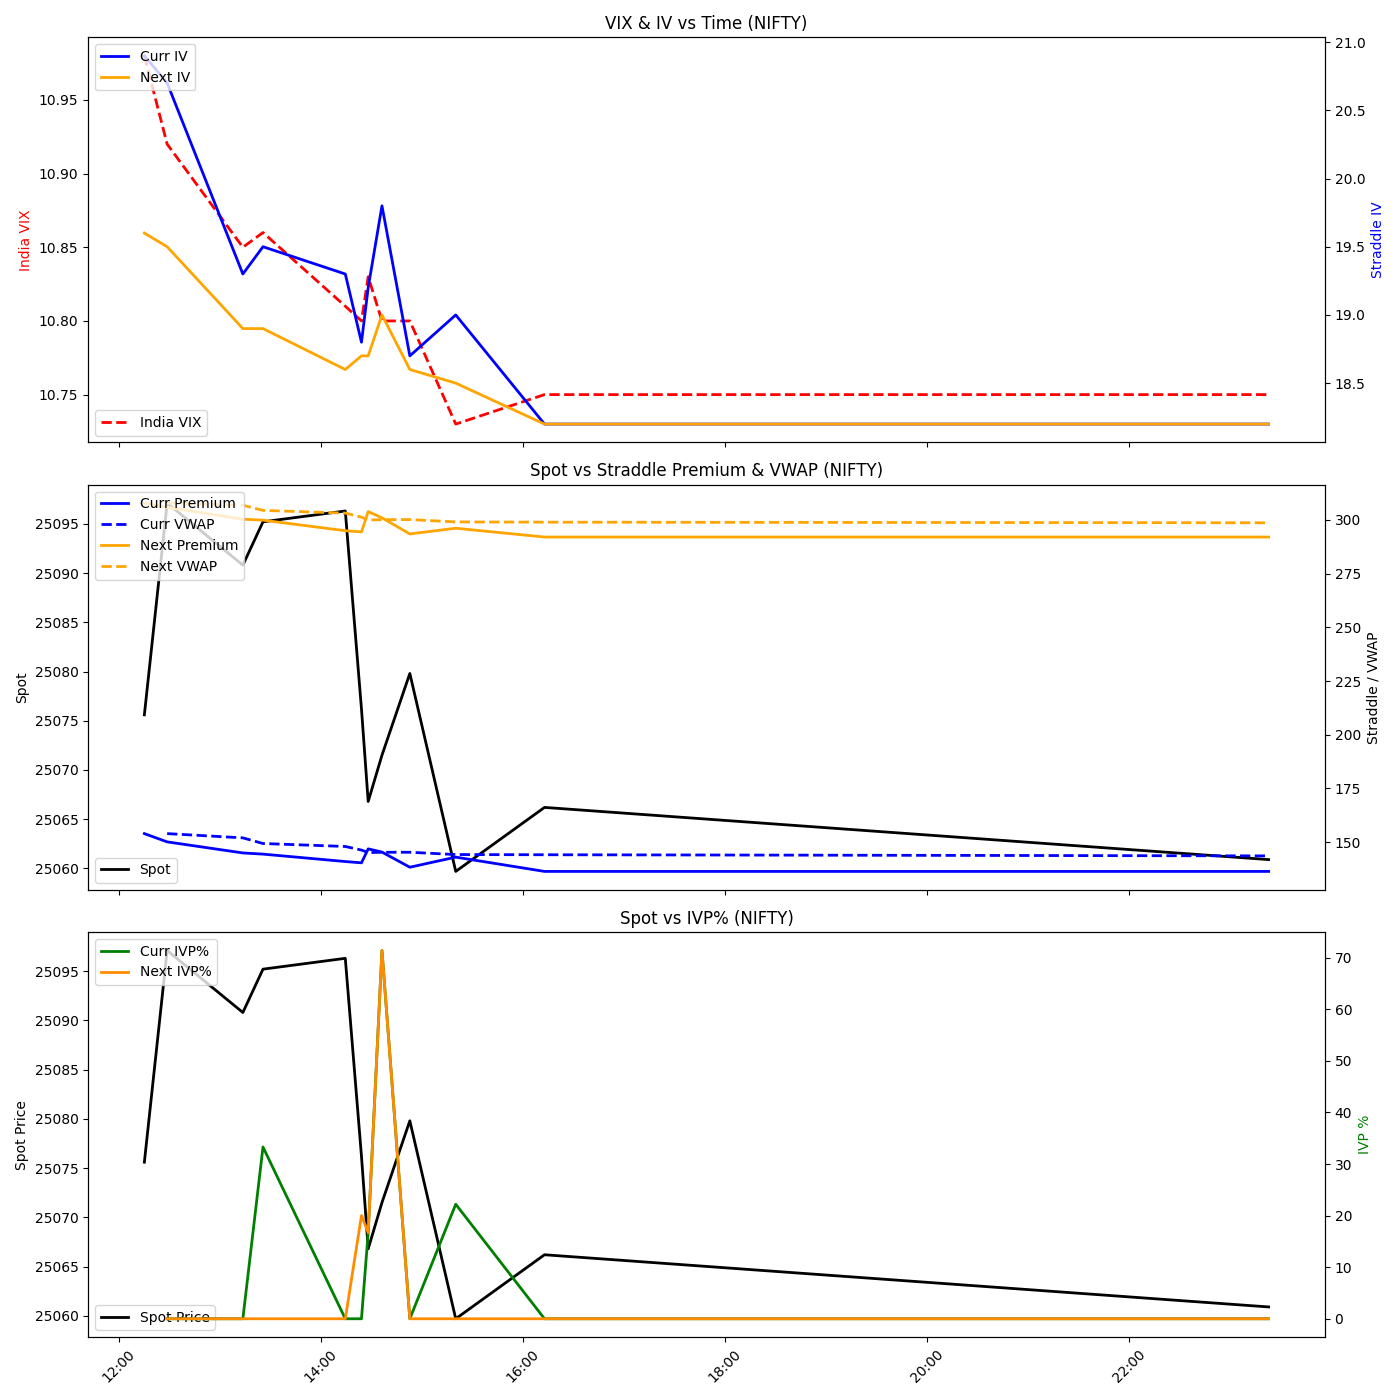 VIX & IV vs Time (NIFTY)
Curr IV
Next IV
India VIX
India VIX
10.95
10.90
10.85
10.80
10.75
21.0
20.5
20.0
19.5
19.0
18.5
Straddle IV
Spot vs Straddle Premium & VWAP (NIFTY)
Curr Premium
Curr VWAP
Next Premium
Next VWAP
Spot
Spot
25095
25090
25085
25080
25075
25070
25065
25060
300
275
250
225
200
175
150
Straddle / VWAP
Spot vs IVP% (NIFTY)
Curr IVP%
Next IVP%
Spot Price
Spot Price
25095
25090
25085
25080
25075
25070
25065
25060
70
60
50
40
30
20
10
0
IVP %
12:00
14:00
16:00
18:00
20:00
22:00